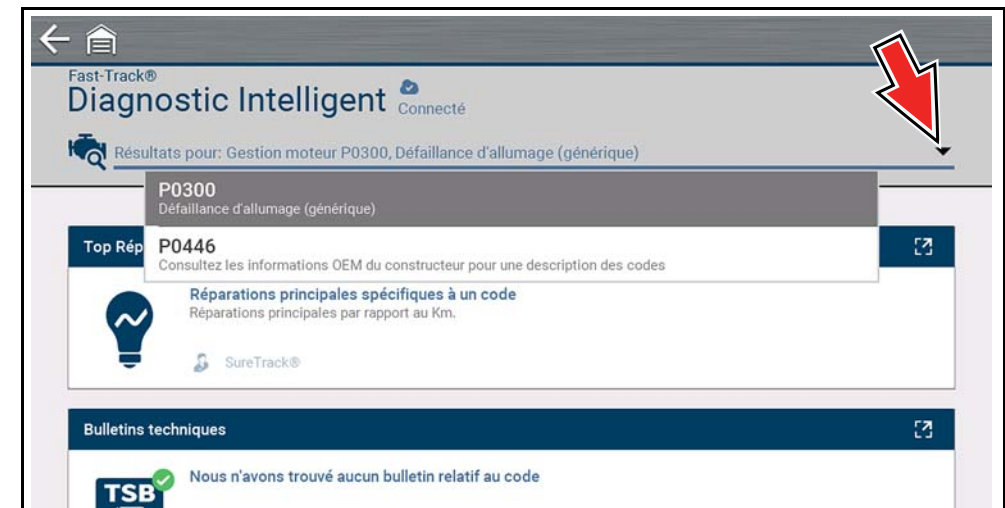 Fast-Track®
Diagnostic Intelligent Connecté
Résultats pour: Gestion moteur P0300, Défaillance d'allumage (générique)
P0300
Défaillance d'allumage (générique)
Top Rép
P0446
Consultez les informations OEM du constructeur pour une description des codes
Réparations principales spécifiques à un code
Réparations principales par rapport au Km.
SureTrack®
Bulletins techniques
Nous n'avons trouvé aucun bulletin relatif au code
TSB